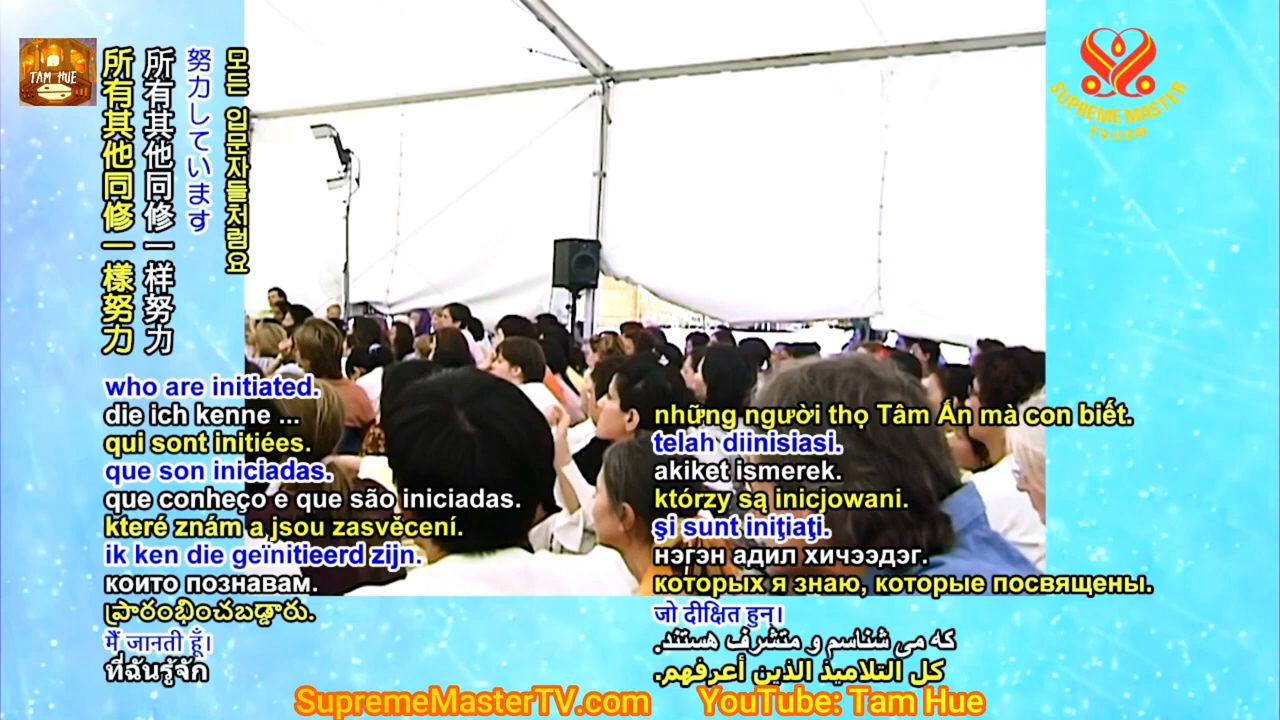 TAM HUE
所有其他同修一樣努力
所有其他同修一样努力
努力しています
모든 입문자들처럼요
SUPREME MASTER
TV.com
who are initiated.
die ich kenne ...
qui sont initiées.
que son iniciadas.
que conheço e que são iniciadas.
které znám a jsou zasvěcení.
ik ken die geïnitieerd zijn.
които познавам.
ప్రారంభించబడ్డారు.
मैं जानती हूँ।
ที่ฉันรู้จัก
những người thọ Tâm Ấn mà con biết.
telah diinisiasi.
akiket ismerek.
którzy są inicjowani.
şi sunt iniţiaţi.
нэгэн адил хичээдэг.
которых я знаю, которые посвящены.
जो दीक्षित हुन्।
که می شناسم و متشرف هستند.
كل التلاميذ الذين أعرفهم.
SupremeMasterTV.com
YouTube: Tam Hue